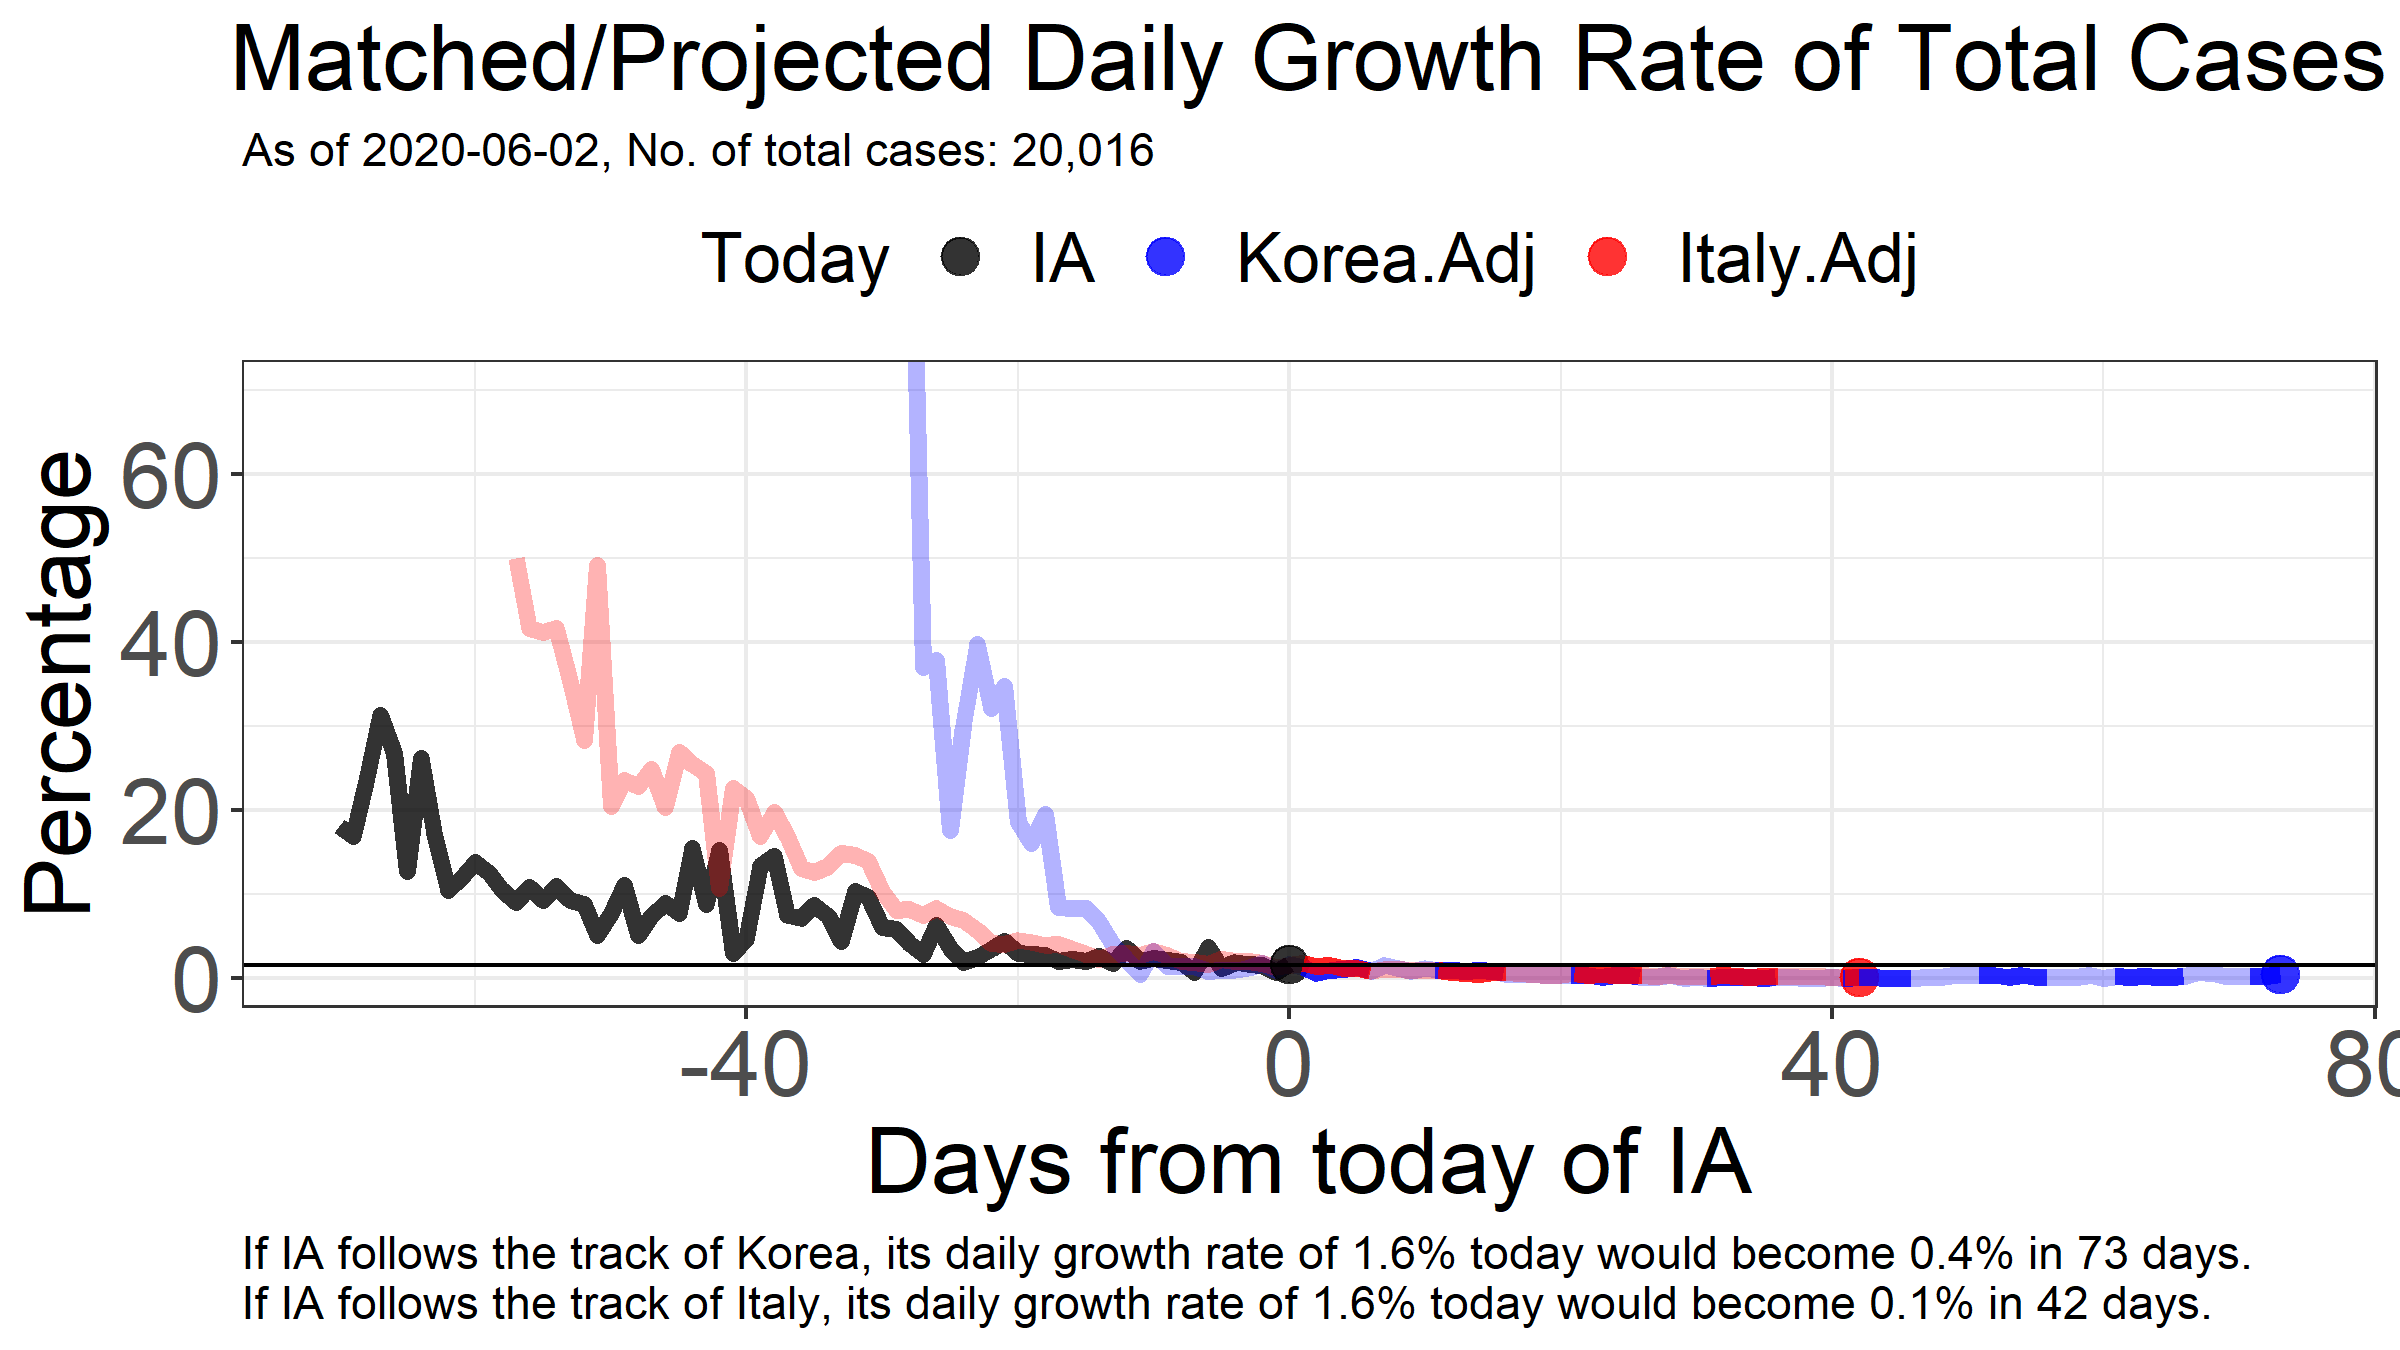 Matched/Projected Daily Growth Rate of Total Cases
As of 2020-06-02, No. of total cases: 20,016
Today IA Korea.Adj Italy.Adj
Percentage
60
40
20
0
-40 0 40 80
Days from today of IA
If IA follows the track of Korea, its daily growth rate of 1.6% today would become 0.4% in 73 days.
If IA follows the track of Italy, its daily growth rate of 1.6% today would become 0.1% in 42 days.